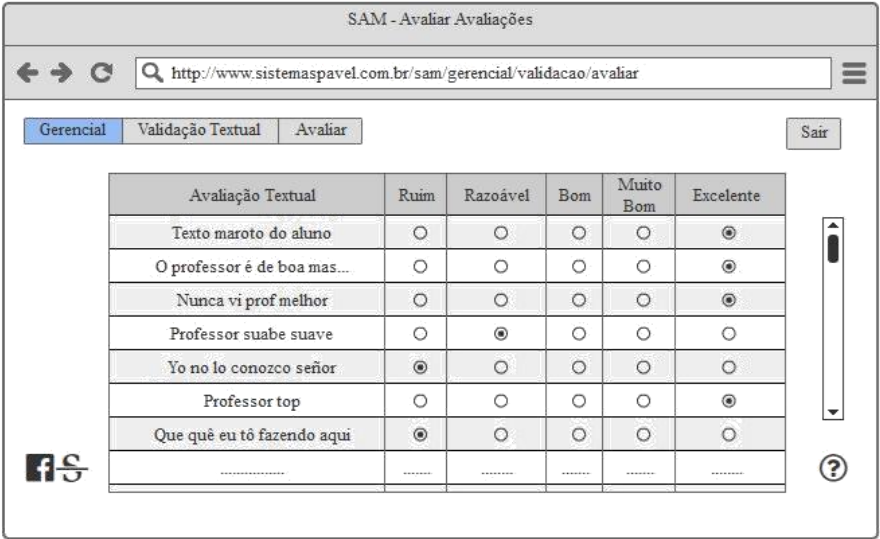 SAM - Avaliar Avaliações
http://www.sistemaspavel.com.br/sam/gerencial/validacao/avaliar
Gerencial Validação Textual Avaliar Sair
Avaliação Textual Ruim Razoável Bom Muito Bom Excelente
Texto maroto do aluno
O professor é de boa mas...
Nunca vi prof melhor
Professor suabe suave
Yo no lo conozco señor
Professor top
Que quê eu tô fazendo aqui